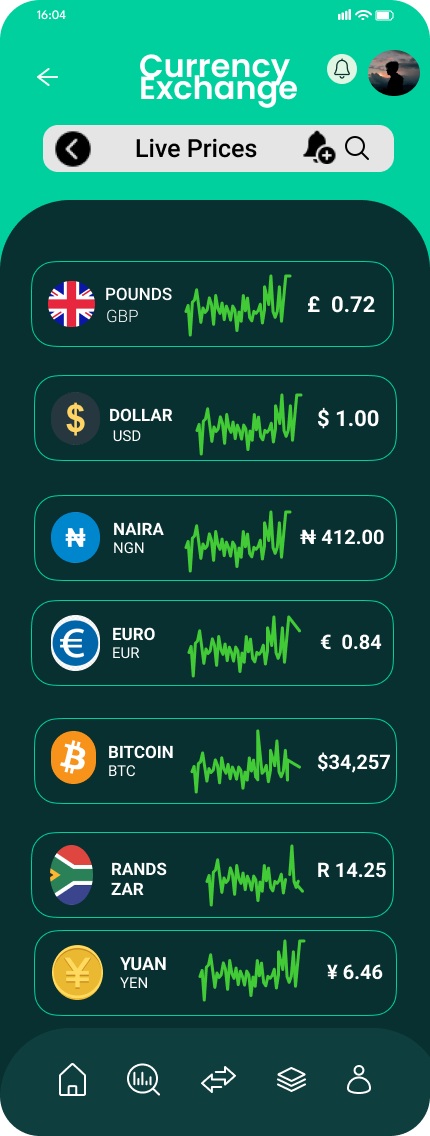 16:04
Currency
Exchange
Live Prices
POUNDS
GBP
£ 0.72
$
DOLLAR
USD
$ 1.00
₦
NAIRA
NGN
₦ 412.00
€
EURO
EUR
€ 0.84
₿
BITCOIN
BTC
$34,257
RANDS
ZAR
R 14.25
¥
YUAN
YEN
¥ 6.46